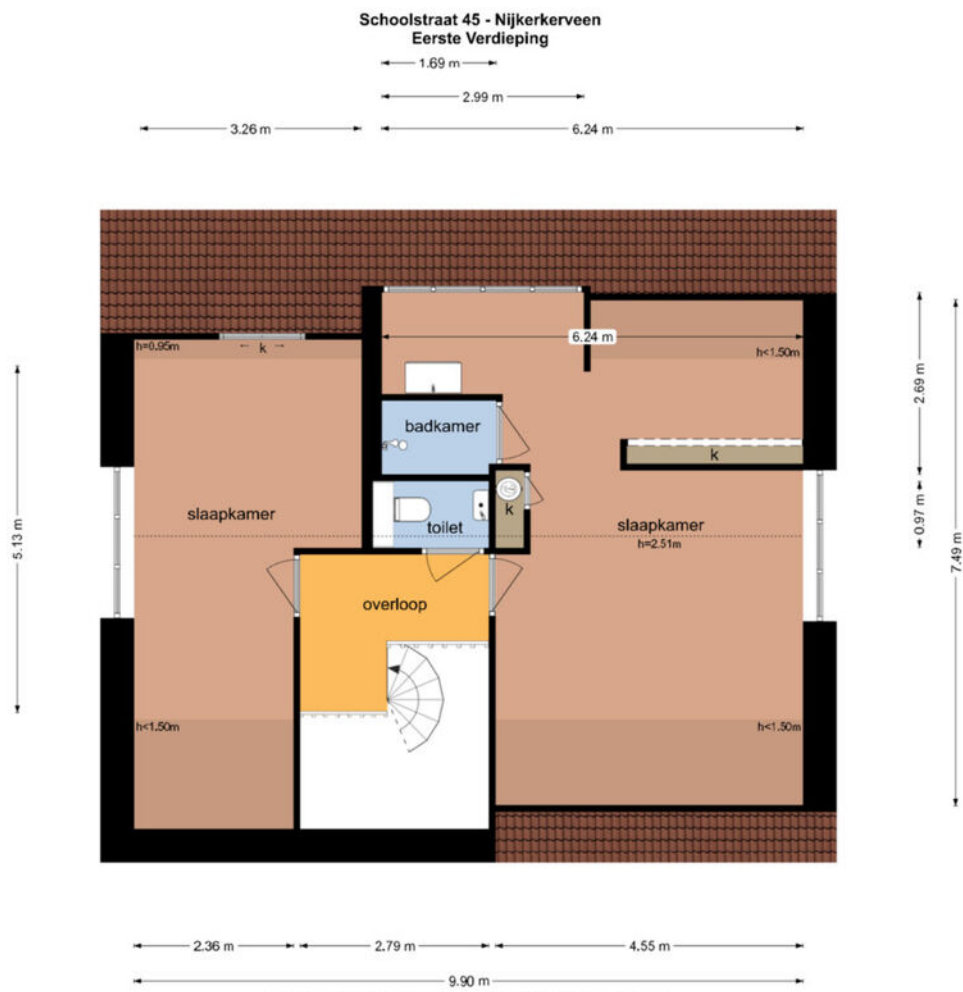 Schoolstraat 45 - Nijkerkerveen
Eerste Verdieping
1.69 m
2.99 m
3.26 m
6.24 m
6.24 m
h=0.95m
k
h<1.50m
2.69 m
badkamer
k
slaapkamer
k
slaapkamer
toilet
h=2.51m
0.97 m
5.13 m
7.49 m
overloop
h<1.50m
h<1.50m
2.36 m
2.79 m
4.55 m
9.90 m